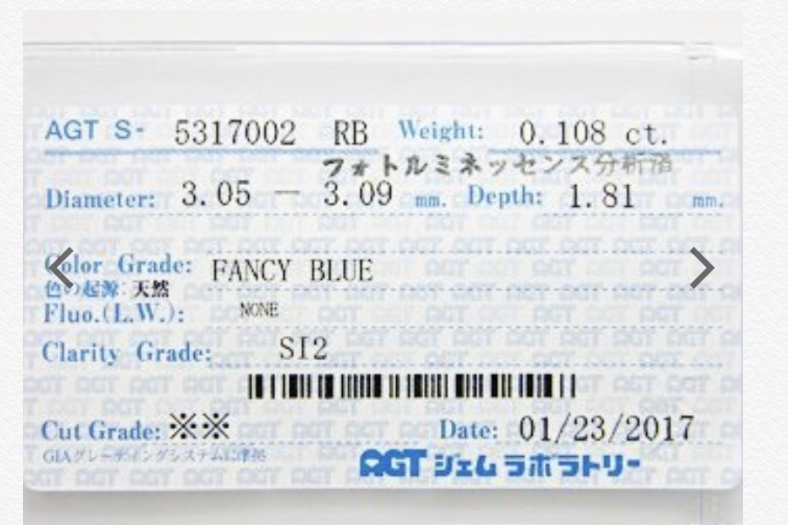 AGT S- 5317002 RB Weight: 0.108 ct.
フォトルミネッセンス分析済
Diameter: 3.05 - 3.09 mm. Depth: 1.81 mm.
Color Grade: FANCY BLUE
色の起源:天然
Fluo.(L.W.): NONE
Clarity Grade: SI2
Cut Grade: ※※ Date: 01/23/2017
GIAグレーディングシステムに準拠
AGT ジェムラボラトリー